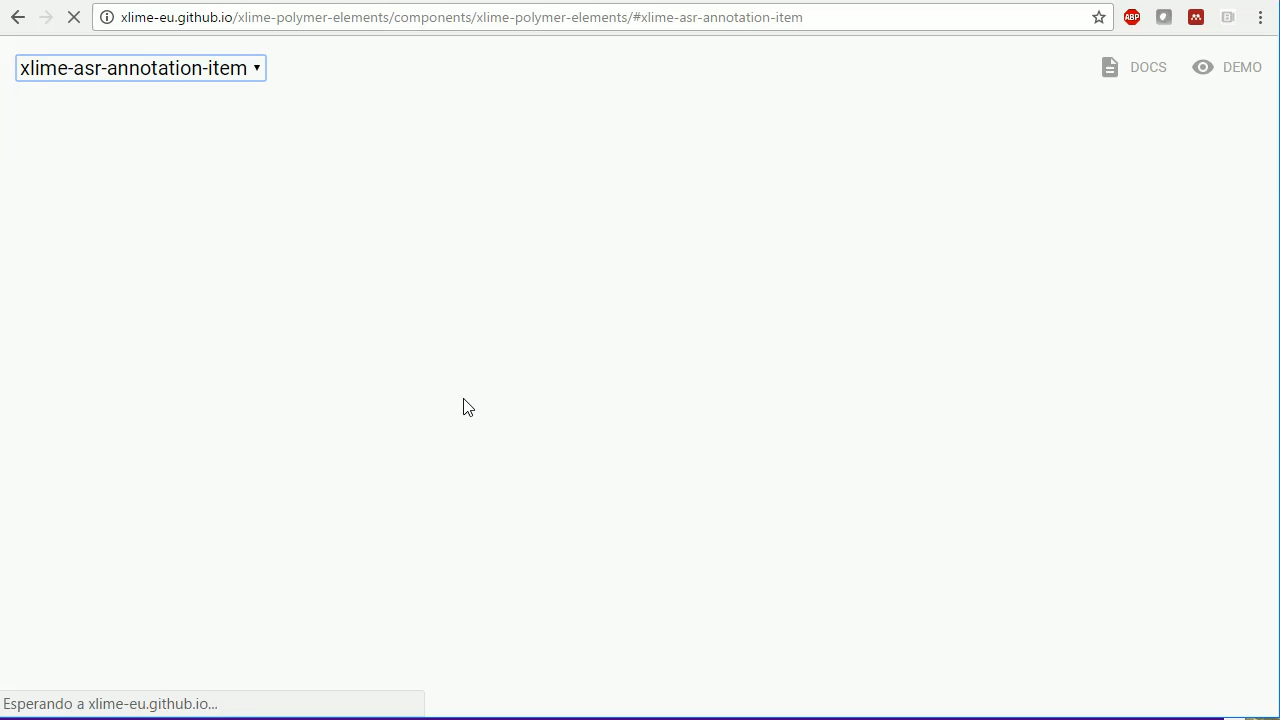 xlime-eu.github.io/xlime-polymer-elements/components/xlime-polymer-elements/#xlime-asr-annotation-item
ABP
xlime-asr-annotation-item
DOCS
DEMO
Esperando a xlime-eu.github.io...